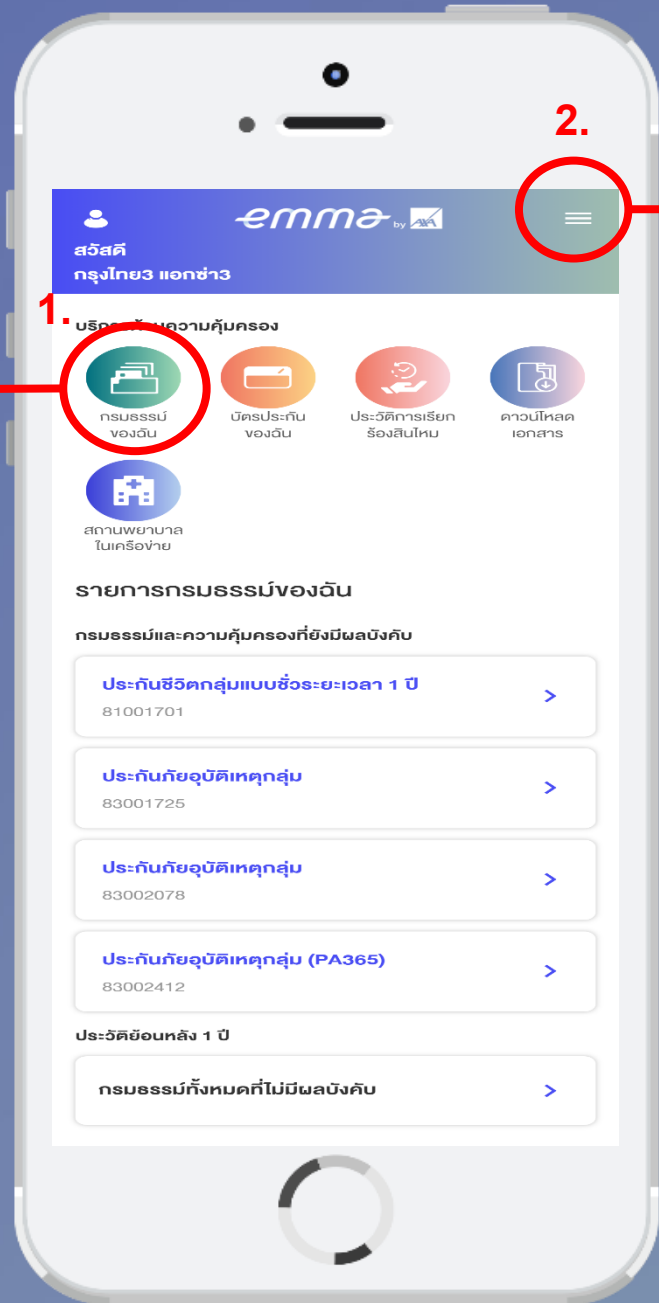 2.
emma by AXA
สวัสดี
กรุงไทย3 แอกซ่า3
1.
ความคุ้มครอง
กรมธรรม์
ของฉัน
บัตรประกัน
ของฉัน
ประวัติการเรียก
ร้องสินไหม
ดาวน์โหลด
เอกสาร
สถานพยาบาล
ในเครือข่าย
รายการกรมธรรม์ของฉัน
กรมธรรม์และความคุ้มครองที่ยังมีผลบังคับ
ประกันชีวิตกลุ่มแบบชั่วระยะเวลา 1 ปี
81001701
ประกันภัยอุบัติเหตุกลุ่ม
83001725
ประกันภัยอุบัติเหตุกลุ่ม
83002078
ประกันภัยอุบัติเหตุกลุ่ม (PA365)
83002412
ประวัติย้อนหลัง 1 ปี
กรมธรรม์ทั้งหมดที่ไม่มีผลบังคับ